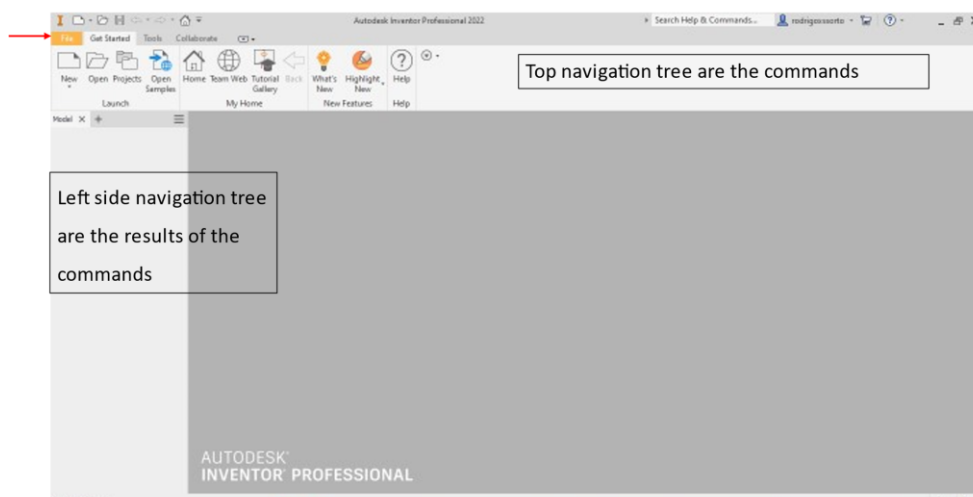 Autodesk Inventor Professional 2022
Search Help & Commands...
rodrigoossorto
File Get Started Tools Collaborate
New Open Projects Open Samples Home Team Web Tutorial Gallery Back What's New Highlight New Help
Launch My Home New Features Help
Top navigation tree are the commands
Model
Left side navigation tree
are the results of the
commands
AUTODESK®
INVENTOR® PROFESSIONAL